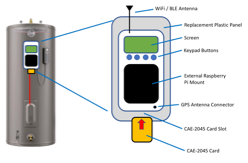 WiFi / BLE Antenna
Replacement Plastic Panel
Screen
Keypad Buttons
External Raspberry
Pi Mount
GPS Antenna Connector
CAE-2045 Card Slot
CAE-2045 Card